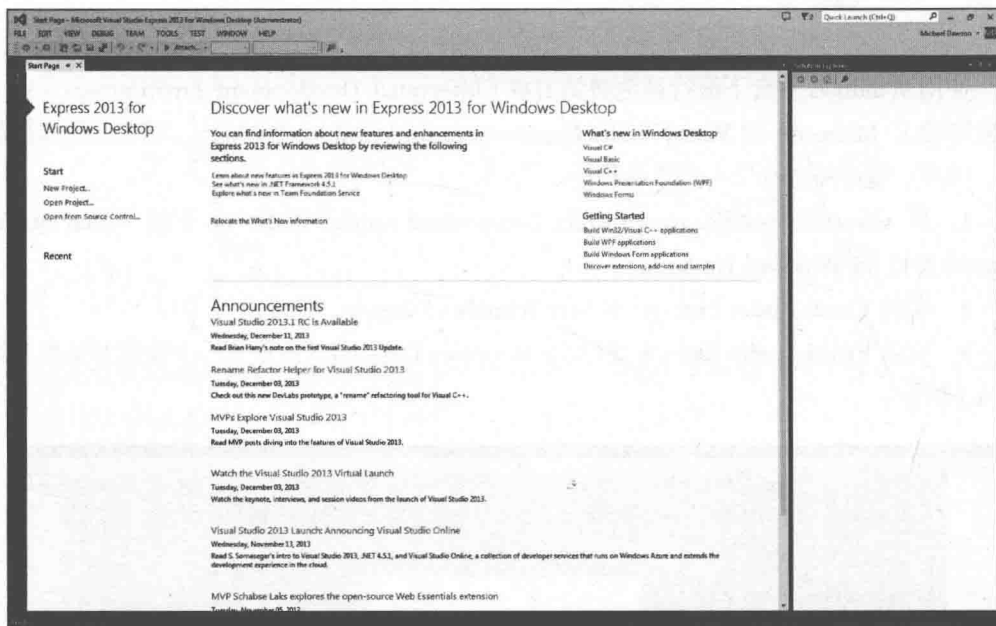 Start Page - Microsoft Visual Studio Express 2013 for Windows Desktop (Administrator)
Quick Launch (Ctrl+Q)
FILE EDIT VIEW DEBUG TEAM TOOLS TEST WINDOW HELP
Michael Dawson
Attach...
Start Page
Solution Explorer
Express 2013 for
Windows Desktop
Start
New Project...
Open Project...
Open from Source Control...
Recent
Discover what's new in Express 2013 for Windows Desktop
You can find information about new features and enhancements in
Express 2013 for Windows Desktop by reviewing the following
sections.
Learn about new features in Express 2013 for Windows Desktop
See what's new in .NET Framework 4.5.1
Explore what's new in Team Foundation Service
Relocate the What's New information
What's new in Windows Desktop
Visual C#
Visual Basic
Visual C++
Windows Presentation Foundation (WPF)
Windows Forms
Getting Started
Build Win32/Visual C++ applications
Build WPF applications
Build Windows Form applications
Discover extensions, add-ons and samples
Announcements
Visual Studio 2013.1 RC is Available
Wednesday, December 11, 2013
Read Brian Harry's note on the first Visual Studio 2013 Update.
Rename Refactor Helper for Visual Studio 2013
Tuesday, December 03, 2013
Check out this new DevLabs prototype, a "rename" refactoring tool for Visual C++.
MVPs Explore Visual Studio 2013
Tuesday, December 03, 2013
Read MVP posts diving into the features of Visual Studio 2013.
Watch the Visual Studio 2013 Virtual Launch
Tuesday, December 03, 2013
Watch the keynote, interviews, and session videos from the launch of Visual Studio 2013.
Visual Studio 2013 Launch: Announcing Visual Studio Online
Wednesday, November 13, 2013
Read S. Somasegar's intro to Visual Studio 2013, .NET 4.5.1, and Visual Studio Online, a collection of developer services that runs on Windows Azure and extends the
development experience in the cloud.
MVP Schabse Laks explores the open-source Web Essentials extension
Tuesday, November 05, 2013